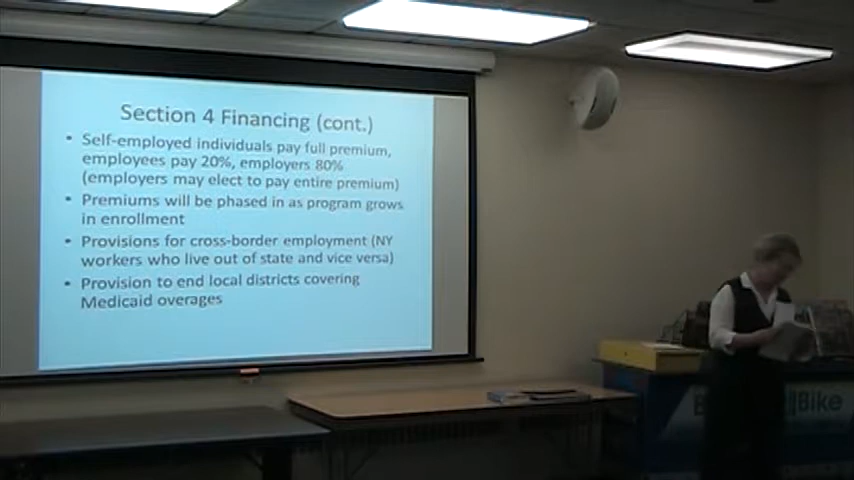 Section 4 Financing (cont.)
• Self-employed individuals pay full premium,
employees pay 20%, employers 80%
(employers may elect to pay entire premium)
• Premiums will be phased in as program grows
in enrollment
• Provisions for cross-border employment (NY
workers who live out of state and vice versa)
• Provision to end local districts covering
Medicaid overages
Bike